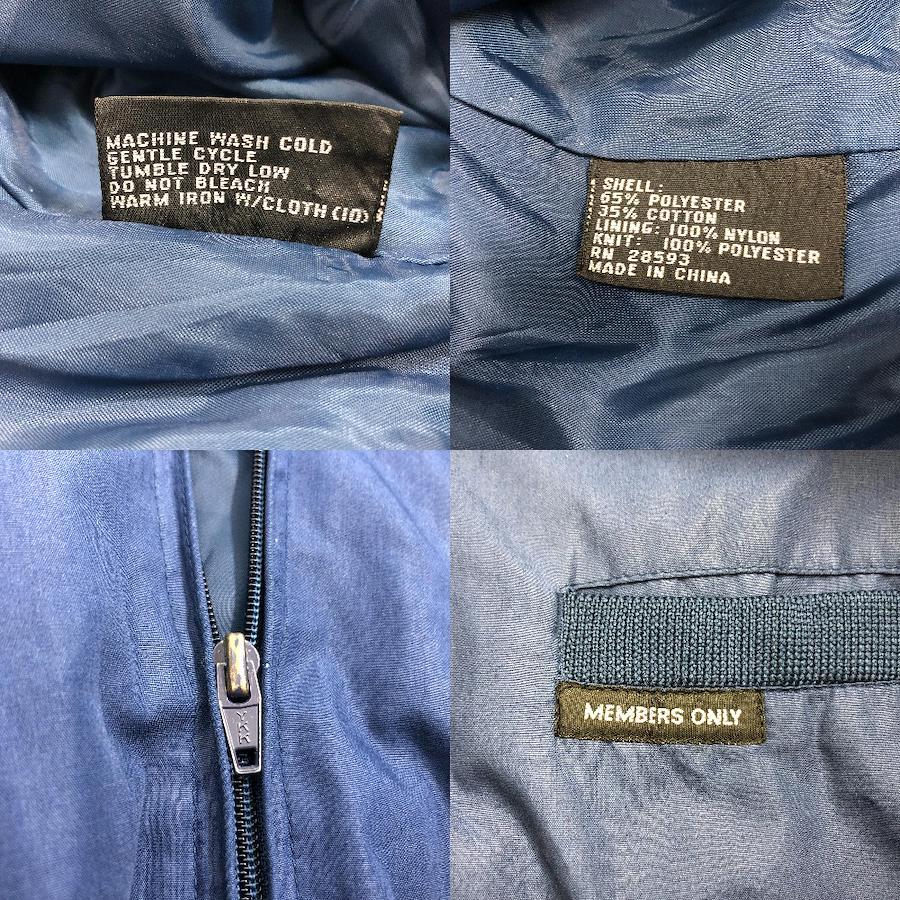 MACHINE WASH COLD
GENTLE CYCLE
TUMBLE DRY LOW
DO NOT BLEACH
WARM IRON W/CLOTH (10)
SHELL:
65% POLYESTER
35% COTTON
LINING: 100% NYLON
KNIT: 100% POLYESTER
RN 28593
MADE IN CHINA
YKK
MEMBERS ONLY